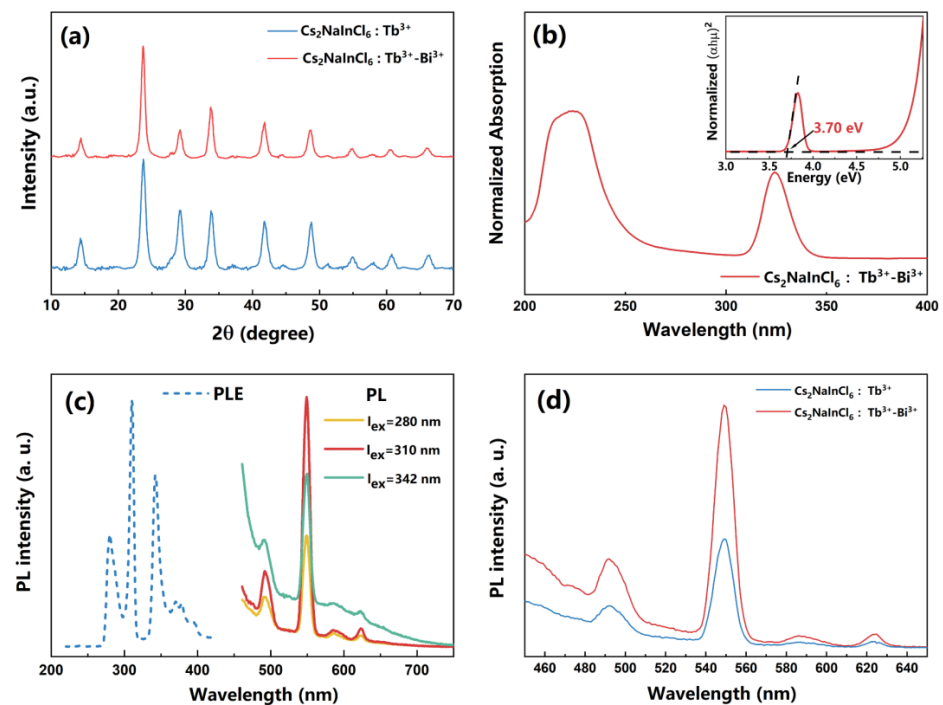 (a)
Cs₂NaInCl₆ : Tb³⁺
Cs₂NaInCl₆ : Tb³⁺-Bi³⁺
Intensity (a.u.)
10 20 30 40 50 60 70
2θ (degree)
(b)
Normalized Absorption
Normalized (αhμ)²
3.70 eV
3.0 3.5 4.0 4.5 5.0
Energy (eV)
Cs₂NaInCl₆ : Tb³⁺-Bi³⁺
200 250 300 350 400
Wavelength (nm)
(c)
PLE
PL
Iex=280 nm
Iex=310 nm
Iex=342 nm
PL intensity (a. u.)
200 300 400 500 600 700
Wavelength (nm)
(d)
Cs₂NaInCl₆ : Tb³⁺
Cs₂NaInCl₆ : Tb³⁺-Bi³⁺
PL intensity (a. u.)
460 480 500 520 540 560 580 600 620 640
Wavelength (nm)